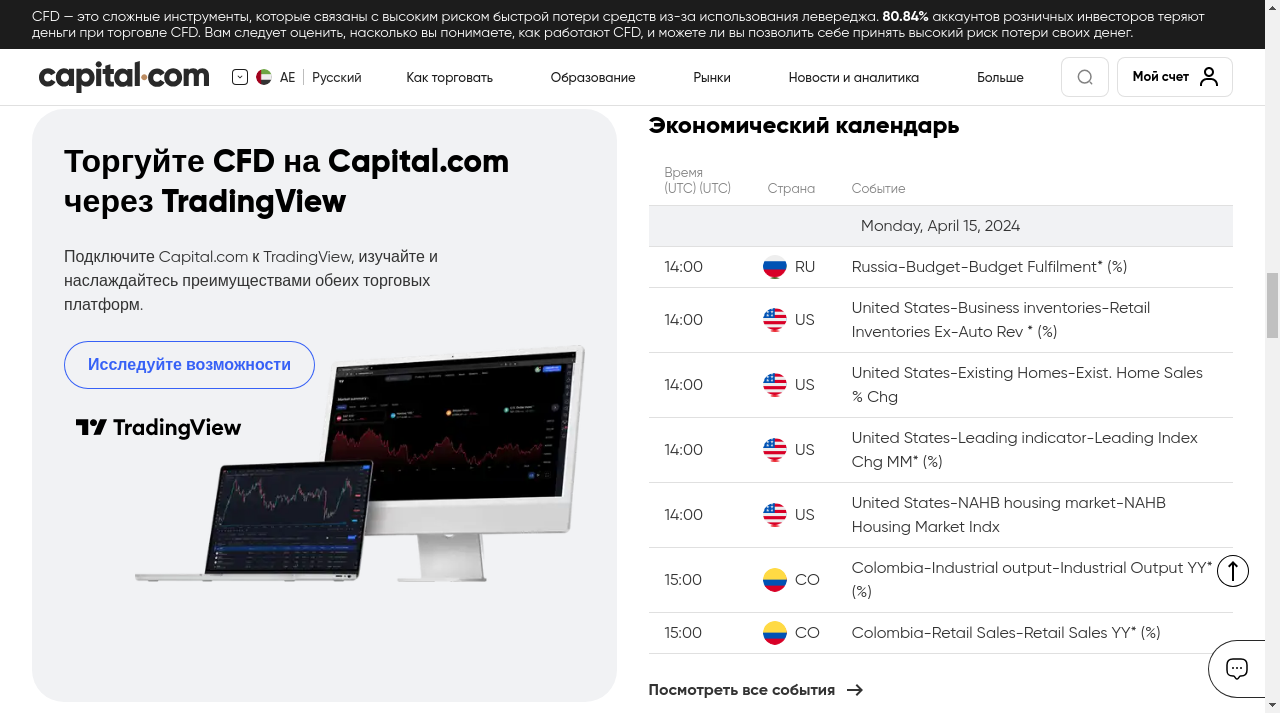 CFD — это сложные инструменты, которые связаны с высоким риском быстрой потери средств из-за использования левереджа. 80.84% аккаунтов розничных инвесторов теряют
деньги при торговле CFD. Вам следует оценить, насколько вы понимаете, как работают CFD, и можете ли вы позволить себе принять высокий риск потери своих денег.
capital.com AE Русский Как торговать Образование Рынки Новости и аналитика Больше Мой счет
Торгуйте CFD на Capital.com
через TradingView
Подключите Capital.com к TradingView, изучайте и
наслаждайтесь преимуществами обеих торговых
платформ.
Исследуйте возможности
TradingView
Экономический календарь
Время
(UTC) (UTC) Страна Событие
Monday, April 15, 2024
14:00 RU Russia-Budget-Budget Fulfilment* (%)
14:00 US United States-Business inventories-Retail
Inventories Ex-Auto Rev * (%)
14:00 US United States-Existing Homes-Exist. Home Sales
% Chg
14:00 US United States-Leading indicator-Leading Index
Chg MM* (%)
14:00 US United States-NAHB housing market-NAHB
Housing Market Indx
15:00 CO Colombia-Industrial output-Industrial Output YY*
(%)
15:00 CO Colombia-Retail Sales-Retail Sales YY* (%)
Посмотреть все события